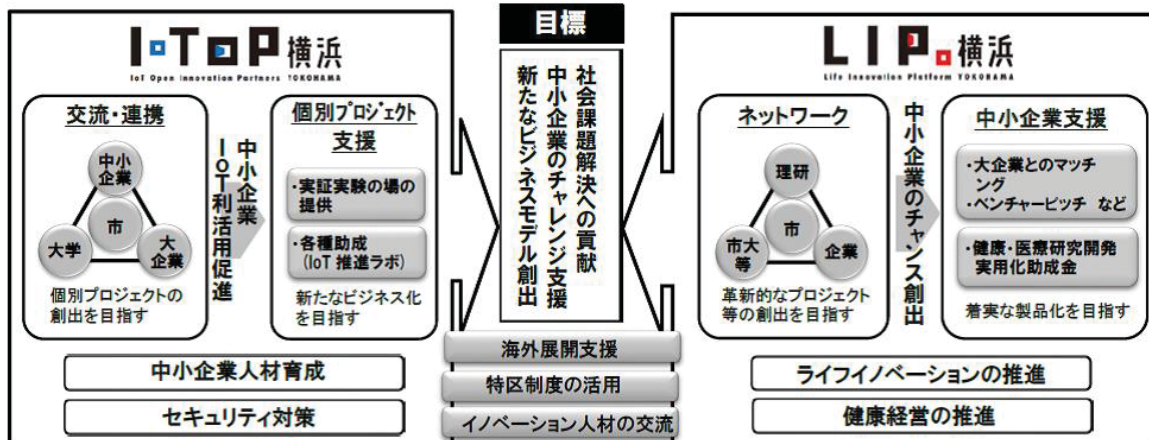 I・TOP横浜
IoT Open Innovation Partners YOKOHAMA
交流・連携
中小
企業
市
大学
大
企業
個別プロジェクトの
創出を目指す
中小企業
IoT利活用促進
個別プロジェクト
支援
・実証実験の場の
提供
・各種助成
(IoT 推進ラボ)
新たなビジネス化
を目指す
中小企業人材育成
セキュリティ対策
目標
社会課題解決への貢献
中小企業のチャレンジ支援
新たなビジネスモデル創出
海外展開支援
特区制度の活用
イノベーション人材の交流
LIP.横浜
Life Innovation Platform YOKOHAMA
ネットワーク
理研
市
市大
等
企業
革新的なプロジェクト
等の創出を目指す
中小企業のチャンス創出
中小企業支援
・大企業とのマッチ
ング
・ベンチャーピッチ など
・健康・医療研究開発
実用化助成金
着実な製品化を目指す
ライフイノベーションの推進
健康経営の推進